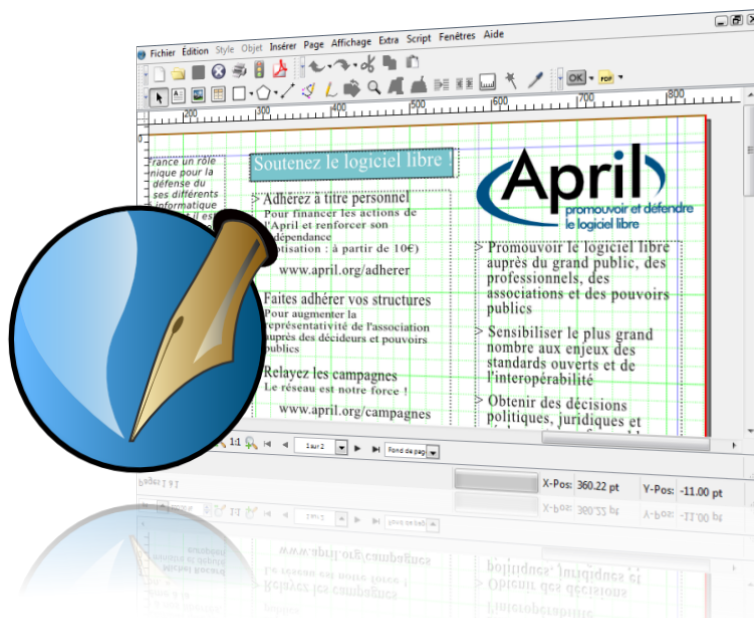 Fichier Édition Style Objet Insérer Page Affichage Extra Script Fenêtres Aide
OK PDF
200 300 400 500 600 700 800
0
France un rôle
nique pour la
défense du
ses différents
informatique
il est
Soutenez le logiciel libre !
> Adhérez à titre personnel
Pour financer les actions de
l'April et renforcer son
indépendance
(cotisation : à partir de 10€)
www.april.org/adherer
Faites adhérer vos structures
Pour augmenter la
représentativité de l'association
auprès des décideurs et pouvoirs
publics
Relayez les campagnes
Le réseau est notre force !
www.april.org/campagnes
April
promouvoir et défendre
le logiciel libre
> Promouvoir le logiciel libre
auprès du grand public, des
professionnels, des
associations et des pouvoirs
publics
> Sensibiliser le plus grand
nombre aux enjeux des
standards ouverts et de
l'interopérabilité
> Obtenir des décisions
politiques, juridiques et
1:1 1 sur 2 Fond de pag
X-Pos: 360.22 pt Y-Pos: -11.00 pt